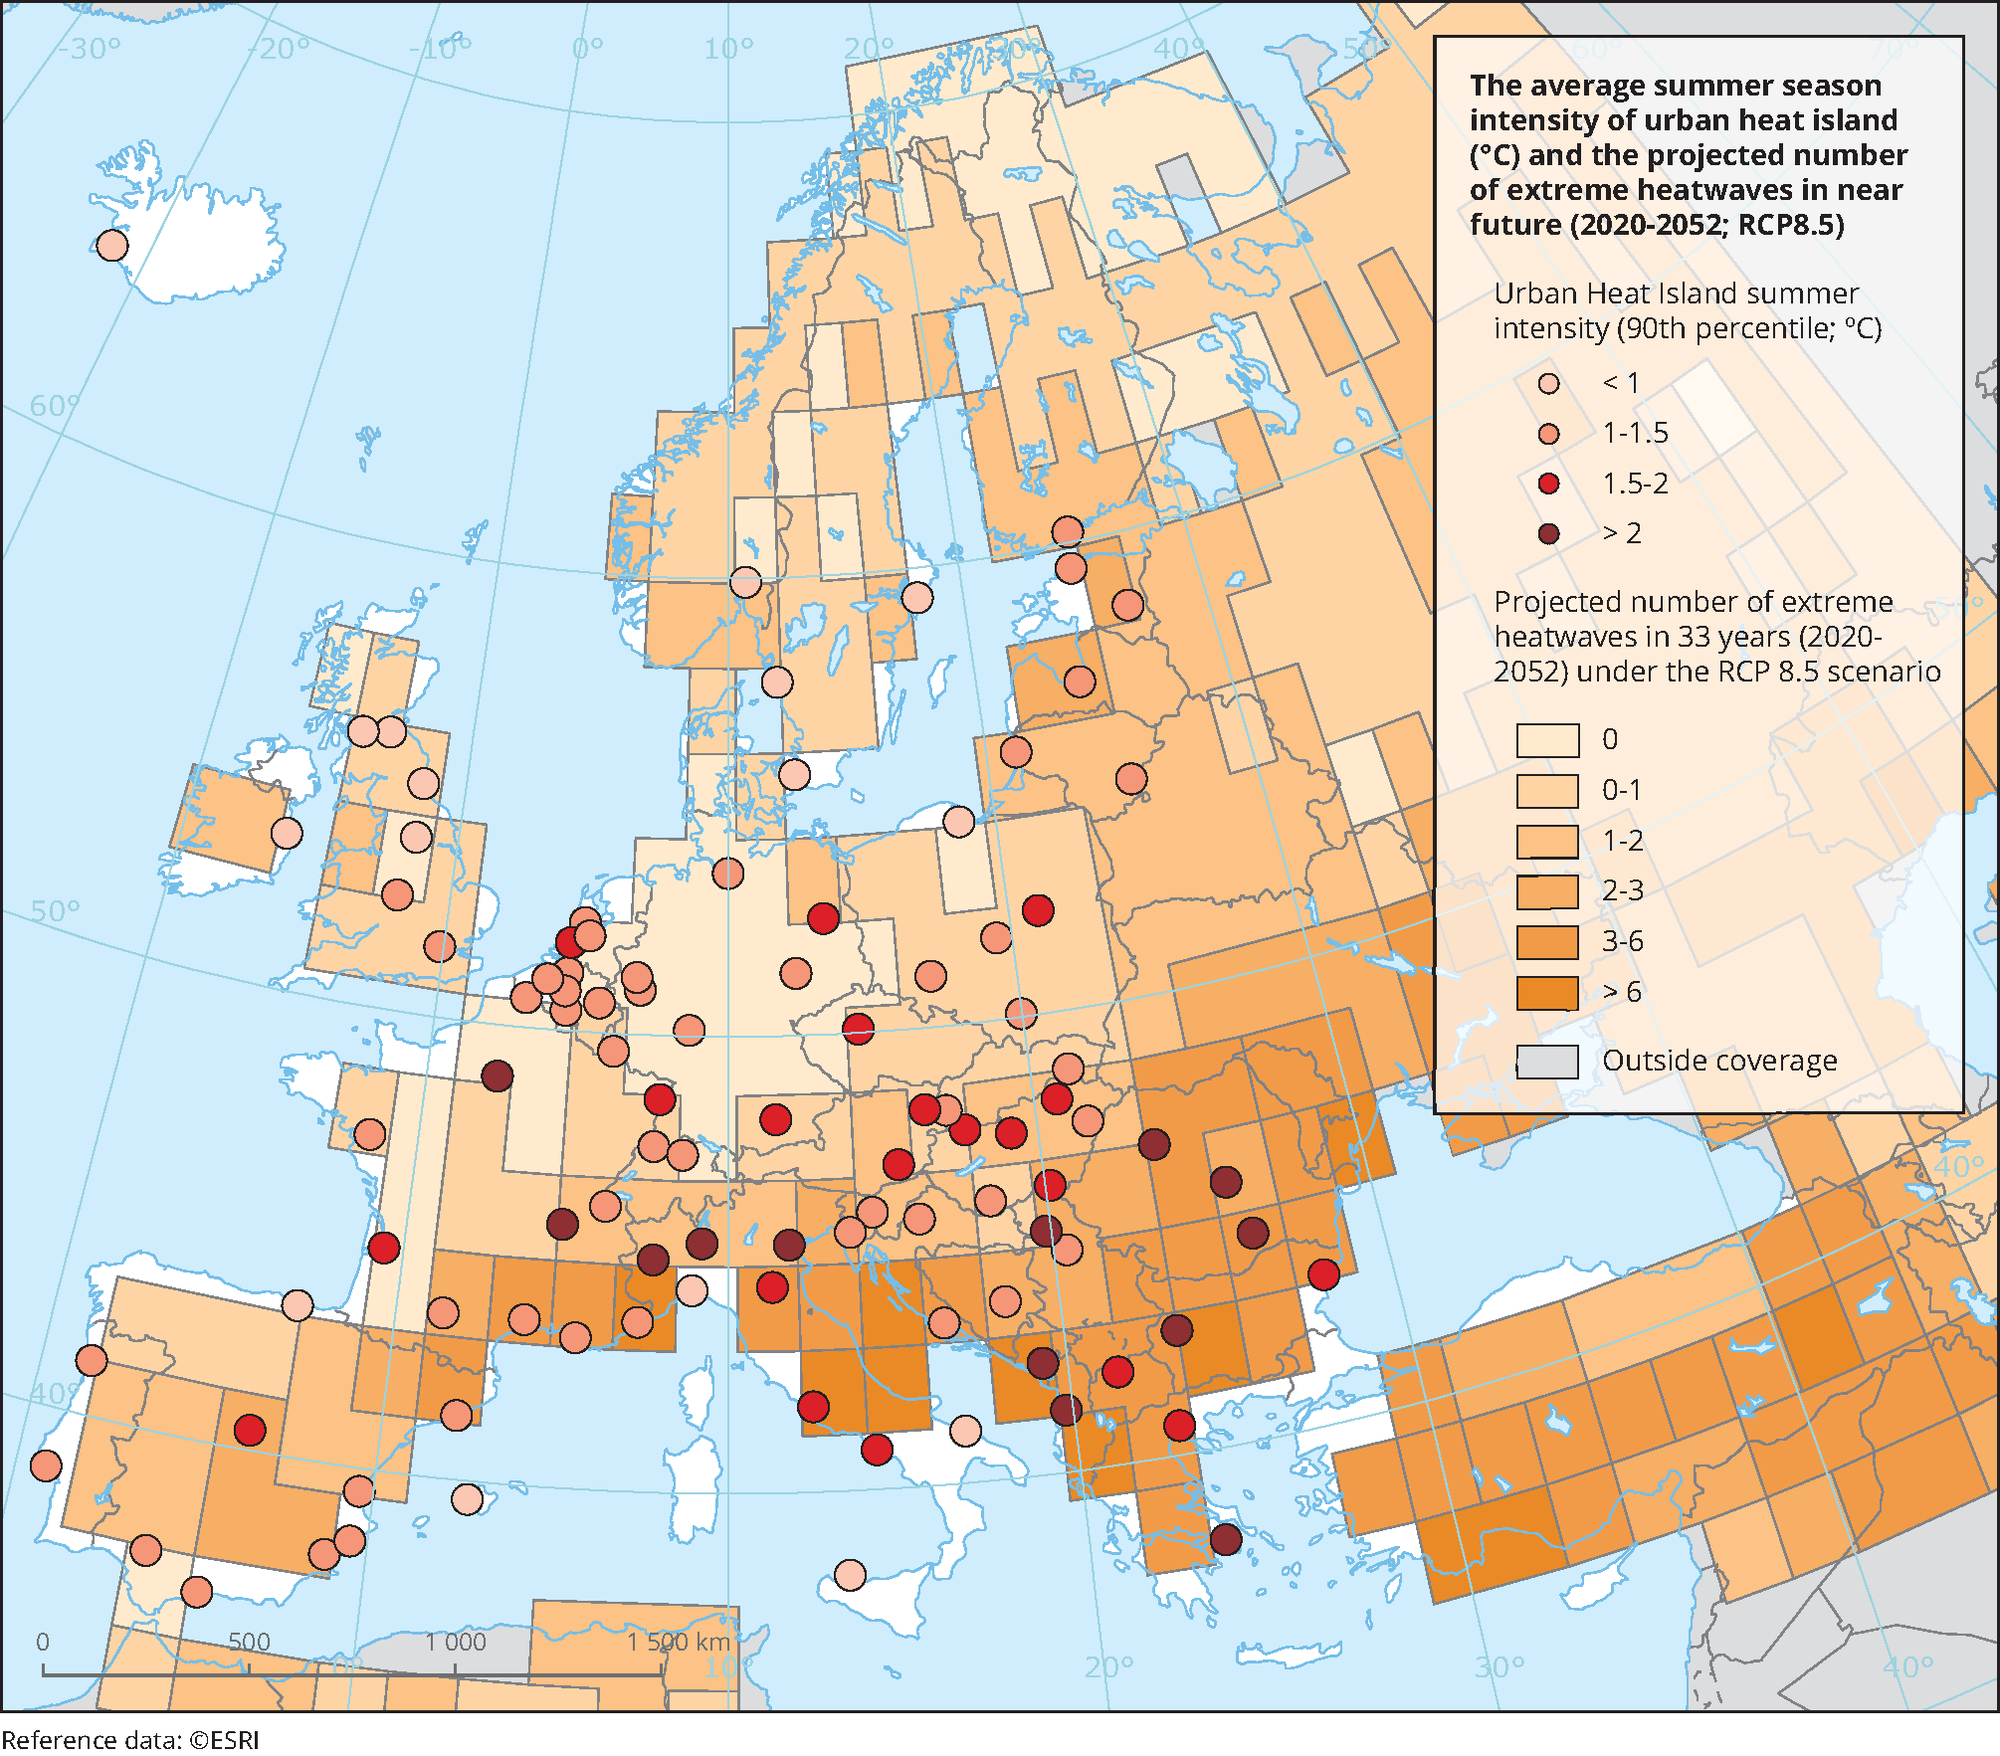 -30°
-20°
-10°
0°
10°
20°
30°
40°
50°
60°
70°
60°
50°
40°
50°
40°
The average summer season
intensity of urban heat island
(°C) and the projected number
of extreme heatwaves in near
future (2020-2052; RCP8.5)
Urban Heat Island summer
intensity (90th percentile; ºC)
< 1
1-1.5
1.5-2
> 2
Projected number of extreme
heatwaves in 33 years (2020-
2052) under the RCP 8.5 scenario
0
0-1
1-2
2-3
3-6
> 6
Outside coverage
0 500 1 000 1 500 km
0°
10°
20°
30°
40°
Reference data: ©ESRI